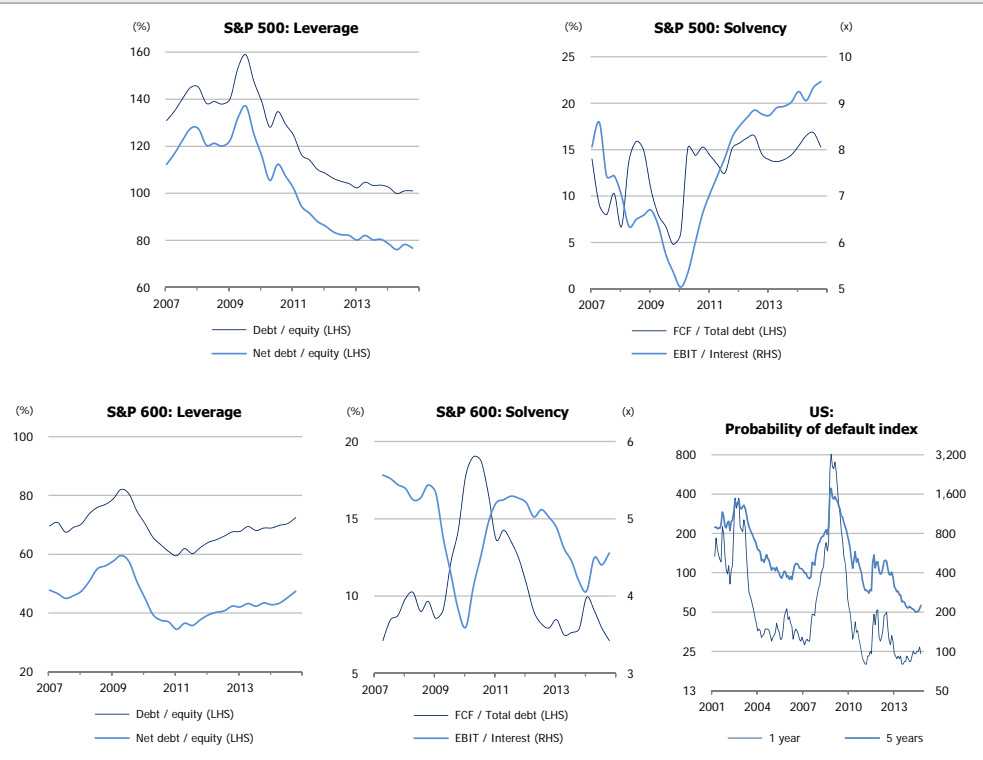 (%) S&P 500: Leverage
160
140
120
100
80
60
2007 2009 2011 2013
Debt / equity (LHS)
Net debt / equity (LHS)
(%) S&P 500: Solvency (x)
25 10
20 9
15 8
10 7
5 6
0 5
2007 2009 2011 2013
FCF / Total debt (LHS)
EBIT / Interest (RHS)
(%) S&P 600: Leverage
100
80
60
40
20
2007 2009 2011 2013
Debt / equity (LHS)
Net debt / equity (LHS)
(%) S&P 600: Solvency (x)
20 6
15 5
10 4
5 3
2007 2009 2011 2013
FCF / Total debt (LHS)
EBIT / Interest (RHS)
US:
Probability of default index
800 3,200
400 1,600
200 800
100 400
50 200
25 100
13 50
2001 2004 2007 2010 2013
1 year 5 years